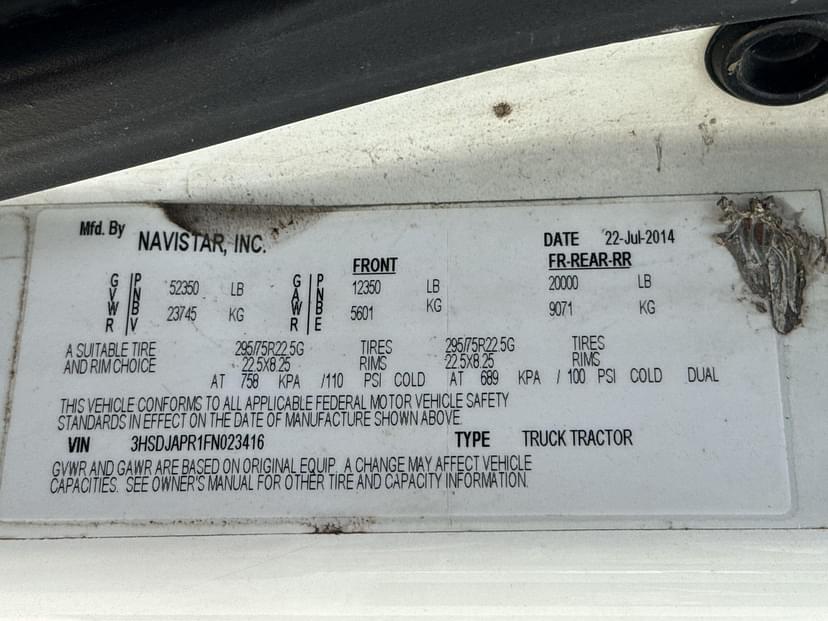 Mfd. By NAVISTAR, INC. DATE 22-Jul-2014
FRONT FR-REAR-RR
GVWR PNBV 52350 LB GAWR PNBE 12350 LB 20000 LB
23745 KG 5601 KG 9071 KG
A SUITABLE TIRE 295/75R22.5G TIRES 295/75R22.5G TIRES
AND RIM CHOICE 22.5X8.25 RIMS 22.5X8.25 RIMS
AT 758 KPA /110 PSI COLD AT 689 KPA / 100 PSI COLD DUAL
THIS VEHICLE CONFORMS TO ALL APPLICABLE FEDERAL MOTOR VEHICLE SAFETY
STANDARDS IN EFFECT ON THE DATE OF MANUFACTURE SHOWN ABOVE.
VIN 3HSDJAPR1FN023416 TYPE TRUCK TRACTOR
GVWR AND GAWR ARE BASED ON ORIGINAL EQUIP. A CHANGE MAY AFFECT VEHICLE
CAPACITIES. SEE OWNER'S MANUAL FOR OTHER TIRE AND CAPACITY INFORMATION.